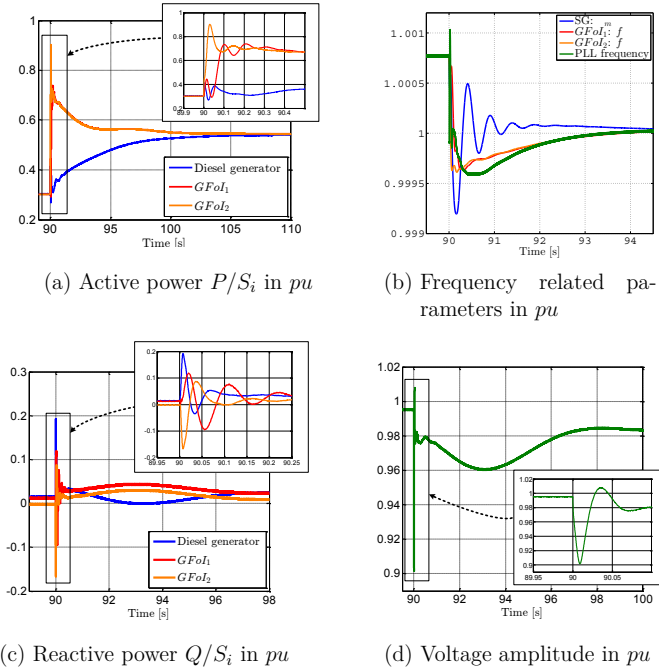 1
0.8
0.6
0.4
0.2
90 95 100 105 110
Time [s]
1
0.8
0.6
0.4
0.2
89.9 90 90.1 90.2 90.3 90.4
Diesel generator
GFoI1
GFoI2
(a) Active power P/Si in pu
1.001
1.0005
1
0.9995
0.999
90 91 92 93 94
Time [s]
SG: m
GFoI1: f
GFoI2: f
PLL frequency
(b) Frequency related pa-
rameters in pu
0.3
0.2
0.1
0
-0.1
-0.2
90 92 94 96 98
Time [s]
0.2
0.1
0
-0.1
-0.2
89.95 90 90.05 90.1 90.15 90.2 90.25
Diesel generator
GFoI1
GFoI2
(c) Reactive power Q/Si in pu
1.02
1
0.98
0.96
0.94
0.92
0.9
90 92 94 96 98 100
Time [s]
1.02
1.00
0.98
0.96
0.94
0.92
0.9
89.95 90 90.05
(d) Voltage amplitude in pu